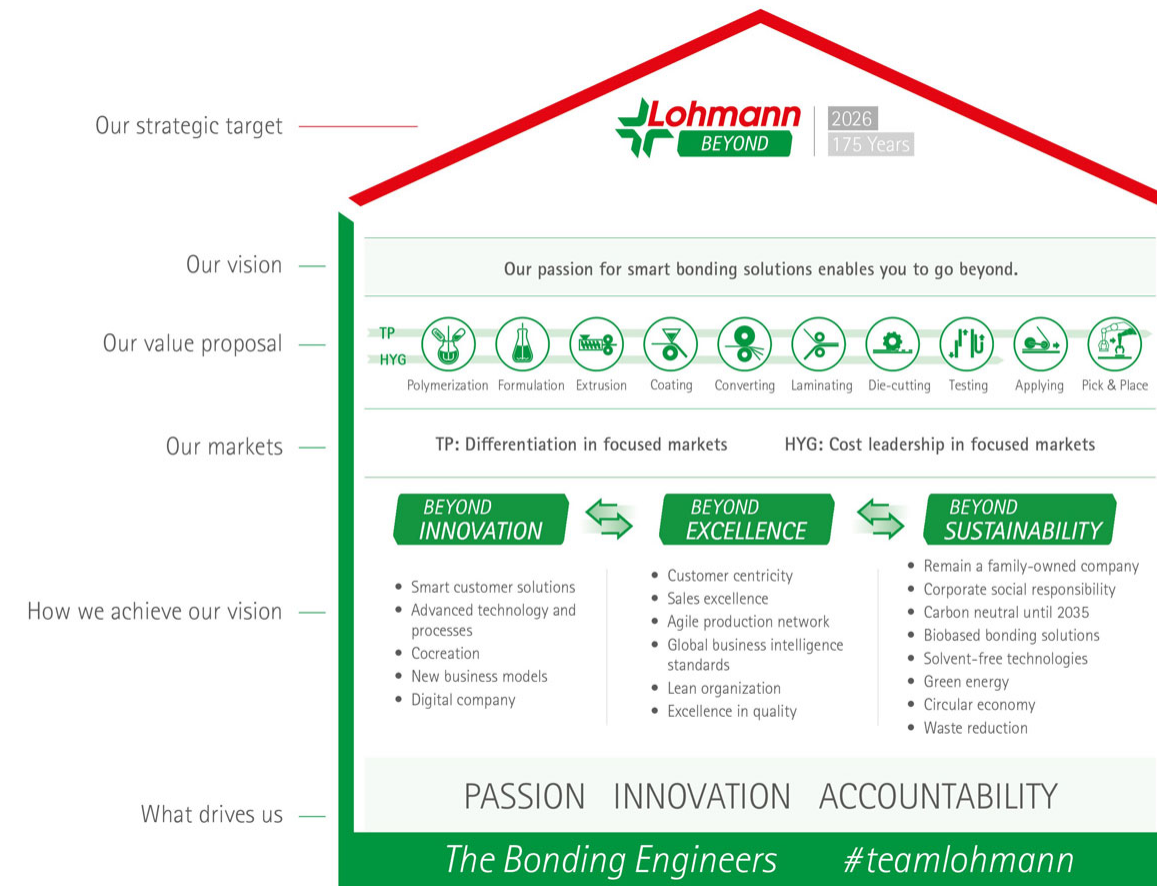 Our strategic target
Lohmann
BEYOND
2026
175 Years
Our vision
Our passion for smart bonding solutions enables you to go beyond.
Our value proposal
TP
HYG
Polymerization Formulation Extrusion Coating Converting Laminating Die-cutting Testing Applying Pick & Place
Our markets
TP: Differentiation in focused markets HYG: Cost leadership in focused markets
How we achieve our vision
BEYOND
INNOVATION
• Smart customer solutions
• Advanced technology and
processes
• Cocreation
• New business models
• Digital company
BEYOND
EXCELLENCE
• Customer centricity
• Sales excellence
• Agile production network
• Global business intelligence
standards
• Lean organization
• Excellence in quality
BEYOND
SUSTAINABILITY
• Remain a family-owned company
• Corporate social responsibility
• Carbon neutral until 2035
• Biobased bonding solutions
• Solvent-free technologies
• Green energy
• Circular economy
• Waste reduction
What drives us
PASSION INNOVATION ACCOUNTABILITY
The Bonding Engineers #teamlohmann